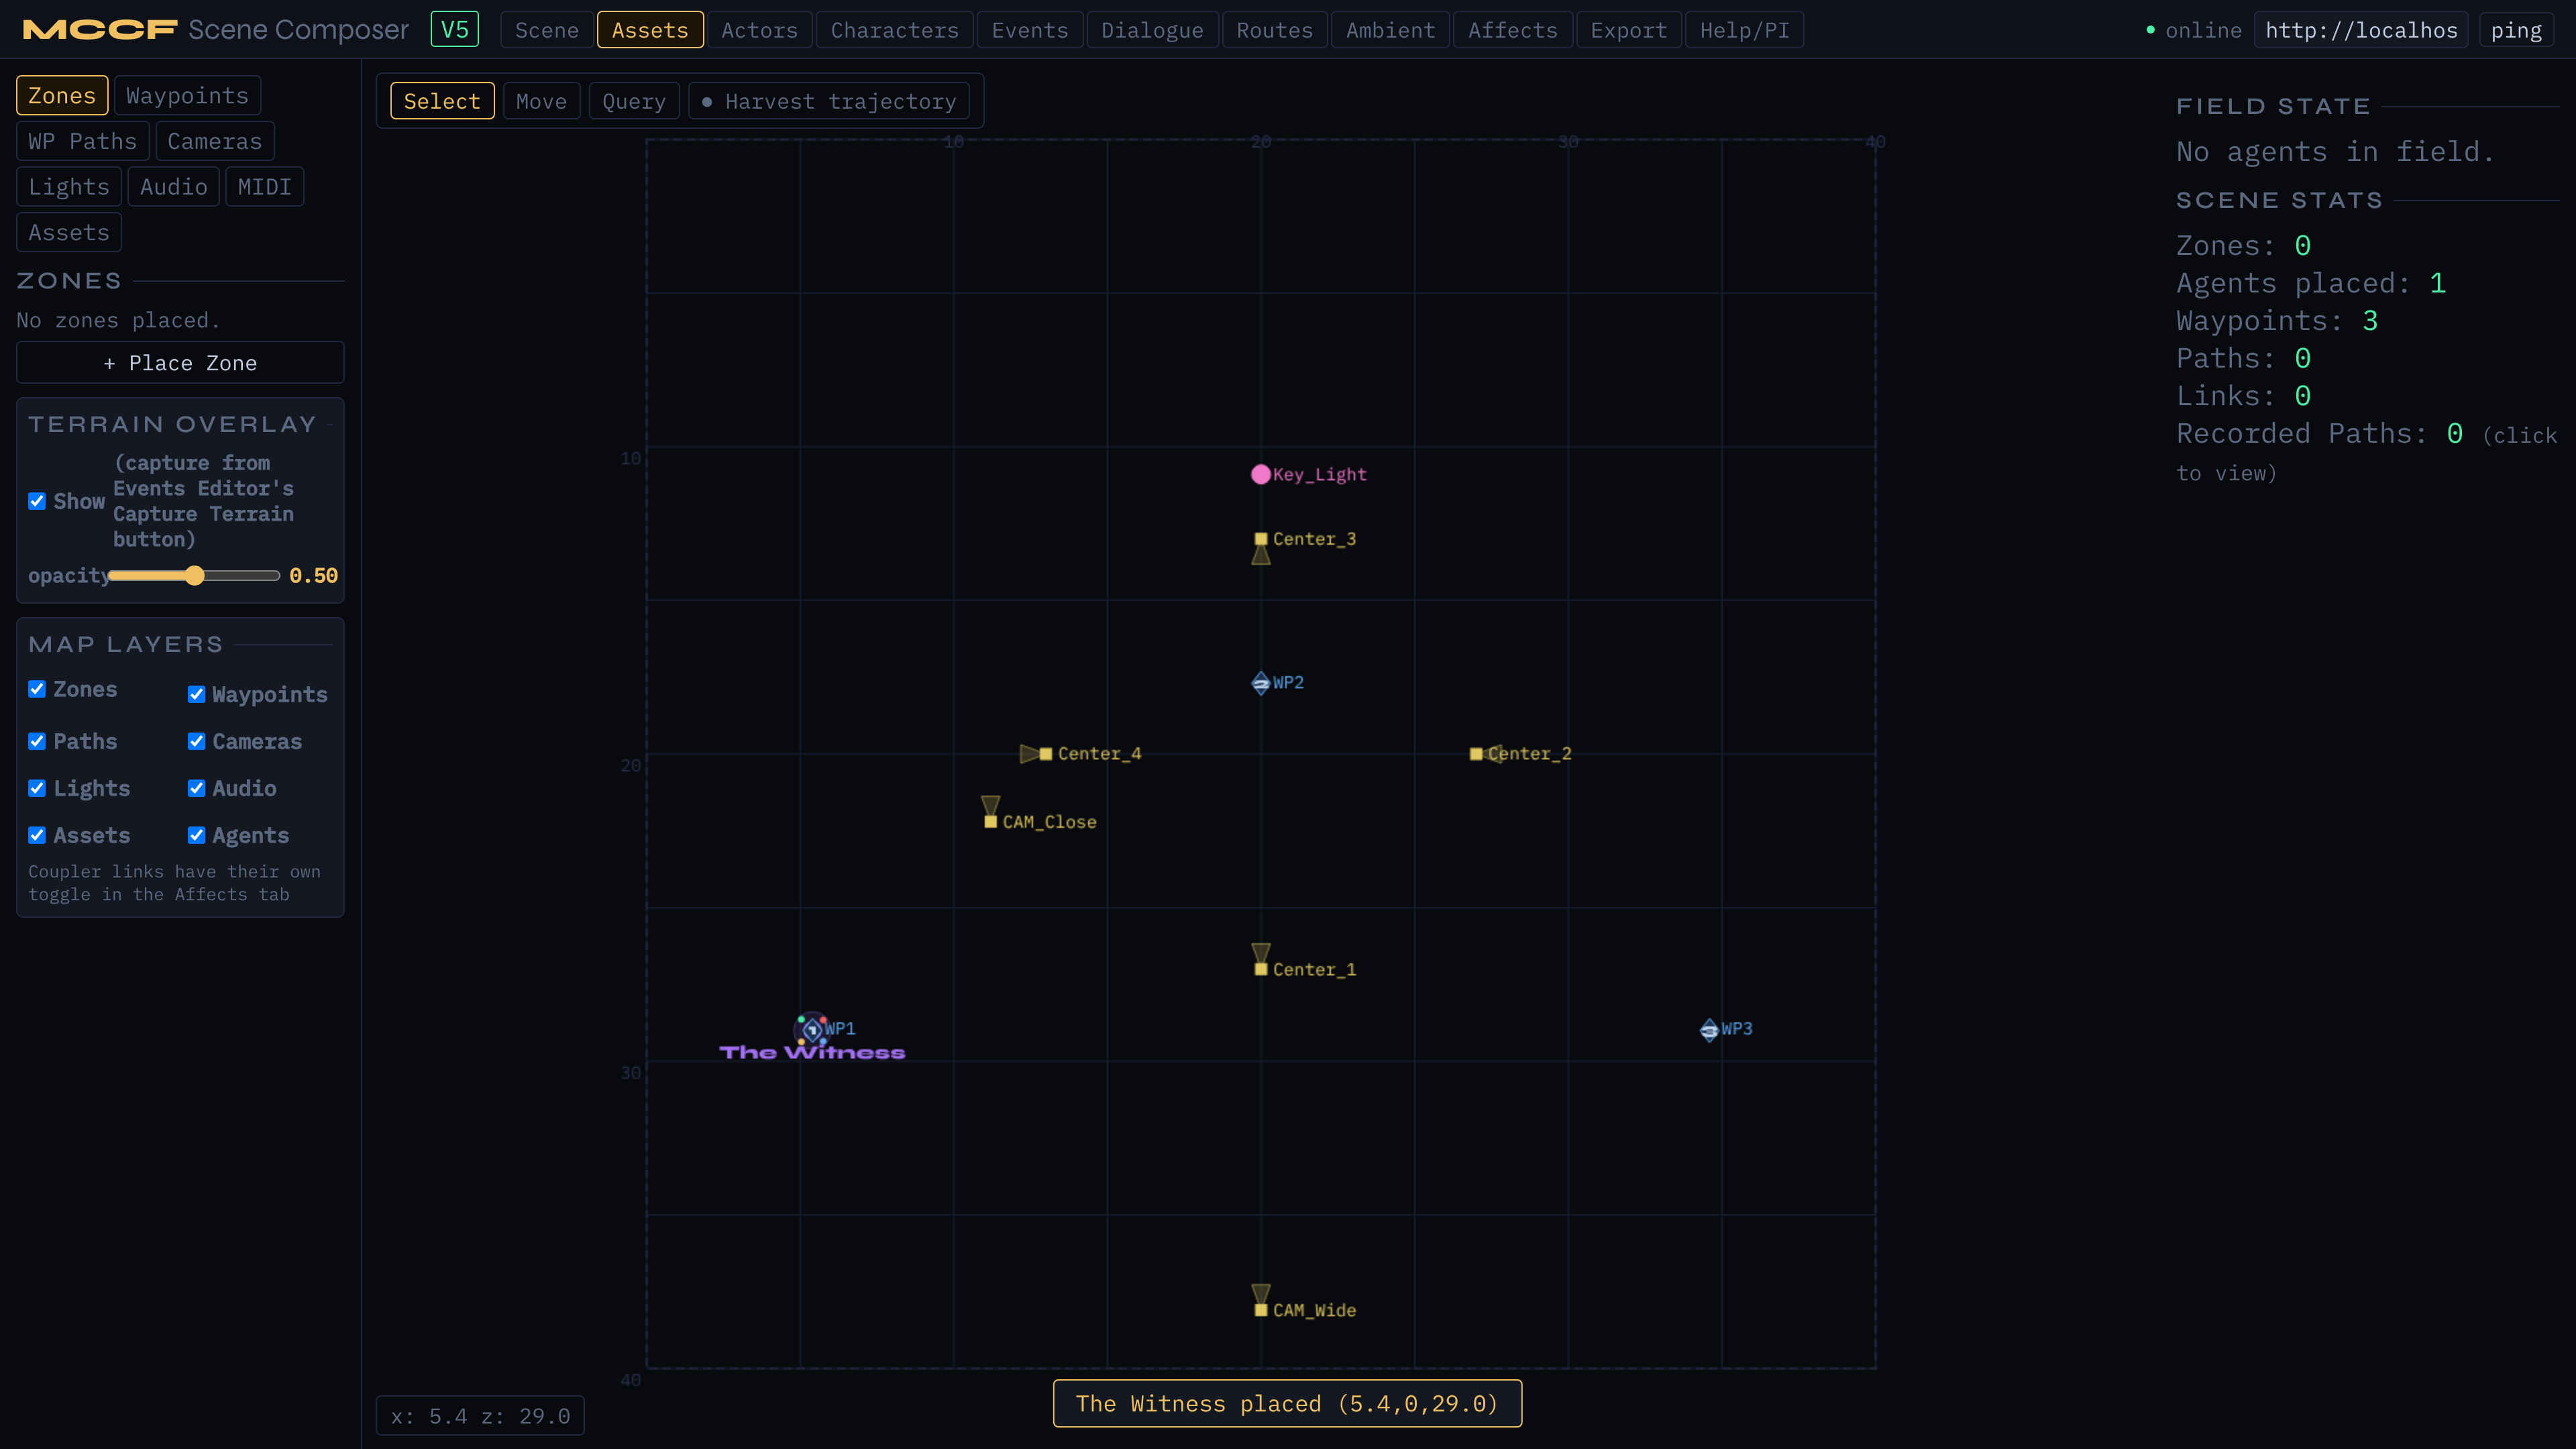 MCCF Scene Composer V5 Scene Assets Actors Characters Events Dialogue Routes Ambient Affects Export Help/PI online http://localhos ping
Zones Waypoints
WP Paths Cameras
Lights Audio MIDI
Assets
ZONES
No zones placed.
+ Place Zone
TERRAIN OVERLAY
Show (capture from
Events Editor's
Capture Terrain
button)
opacity 0.50
MAP LAYERS
Zones Waypoints
Paths Cameras
Lights Audio
Assets Agents
Coupler links have their own
toggle in the Affects tab
Select Move Query Harvest trajectory
10 20 30 40
10
Key_Light
Center_3
2 WP2
20
Center_4
Center_2
CAM_Close
Center_1
1 WP1
The Witness
3 WP3
30
CAM_Wide
40
x: 5.4 z: 29.0
The Witness placed (5.4,0,29.0)
FIELD STATE
No agents in field.
SCENE STATS
Zones: 0
Agents placed: 1
Waypoints: 3
Paths: 0
Links: 0
Recorded Paths: 0 (click
to view)